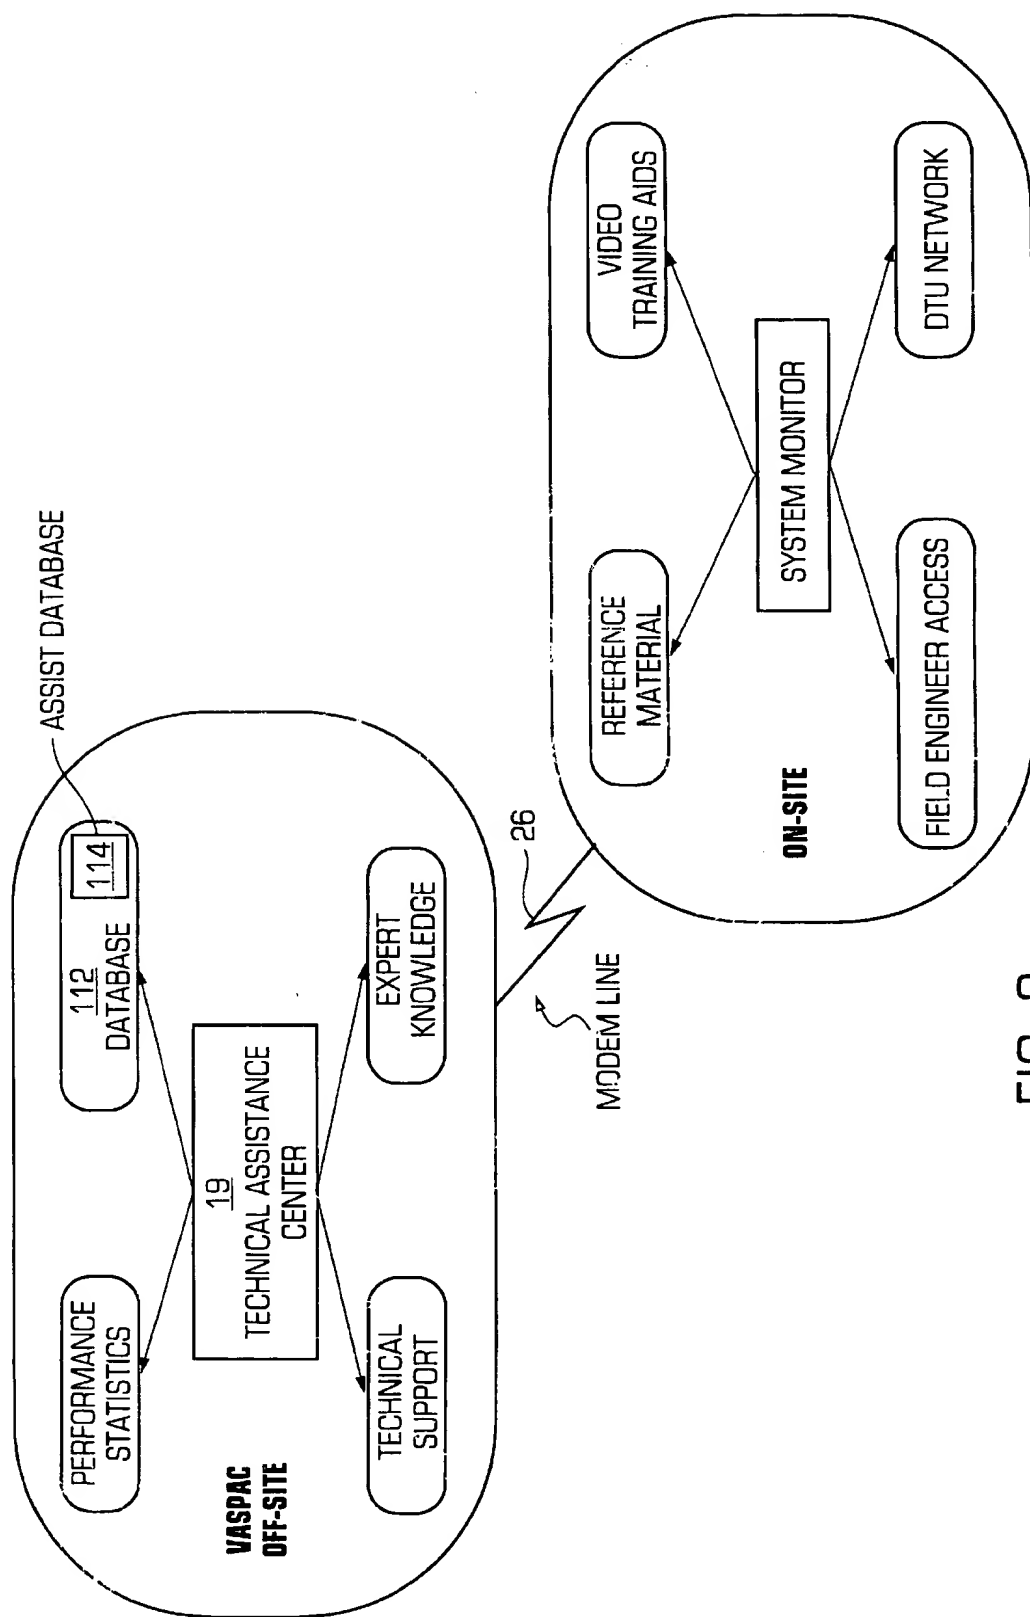 ASSIST DATABASE
PERFORMANCE
STATISTICS
112
DATABASE
114
19
TECHNICAL ASSISTANCE
CENTER
VASPAC
OFF-SITE
TECHNICAL
SUPPORT
EXPERT
KNOWLEDGE
26
MODEM LINE
REFERENCE
MATERIAL
VIDEO
TRAINING AIDS
SYSTEM MONITOR
ON-SITE
FIELD ENGINEER ACCESS
DTU NETWORK
FIG.